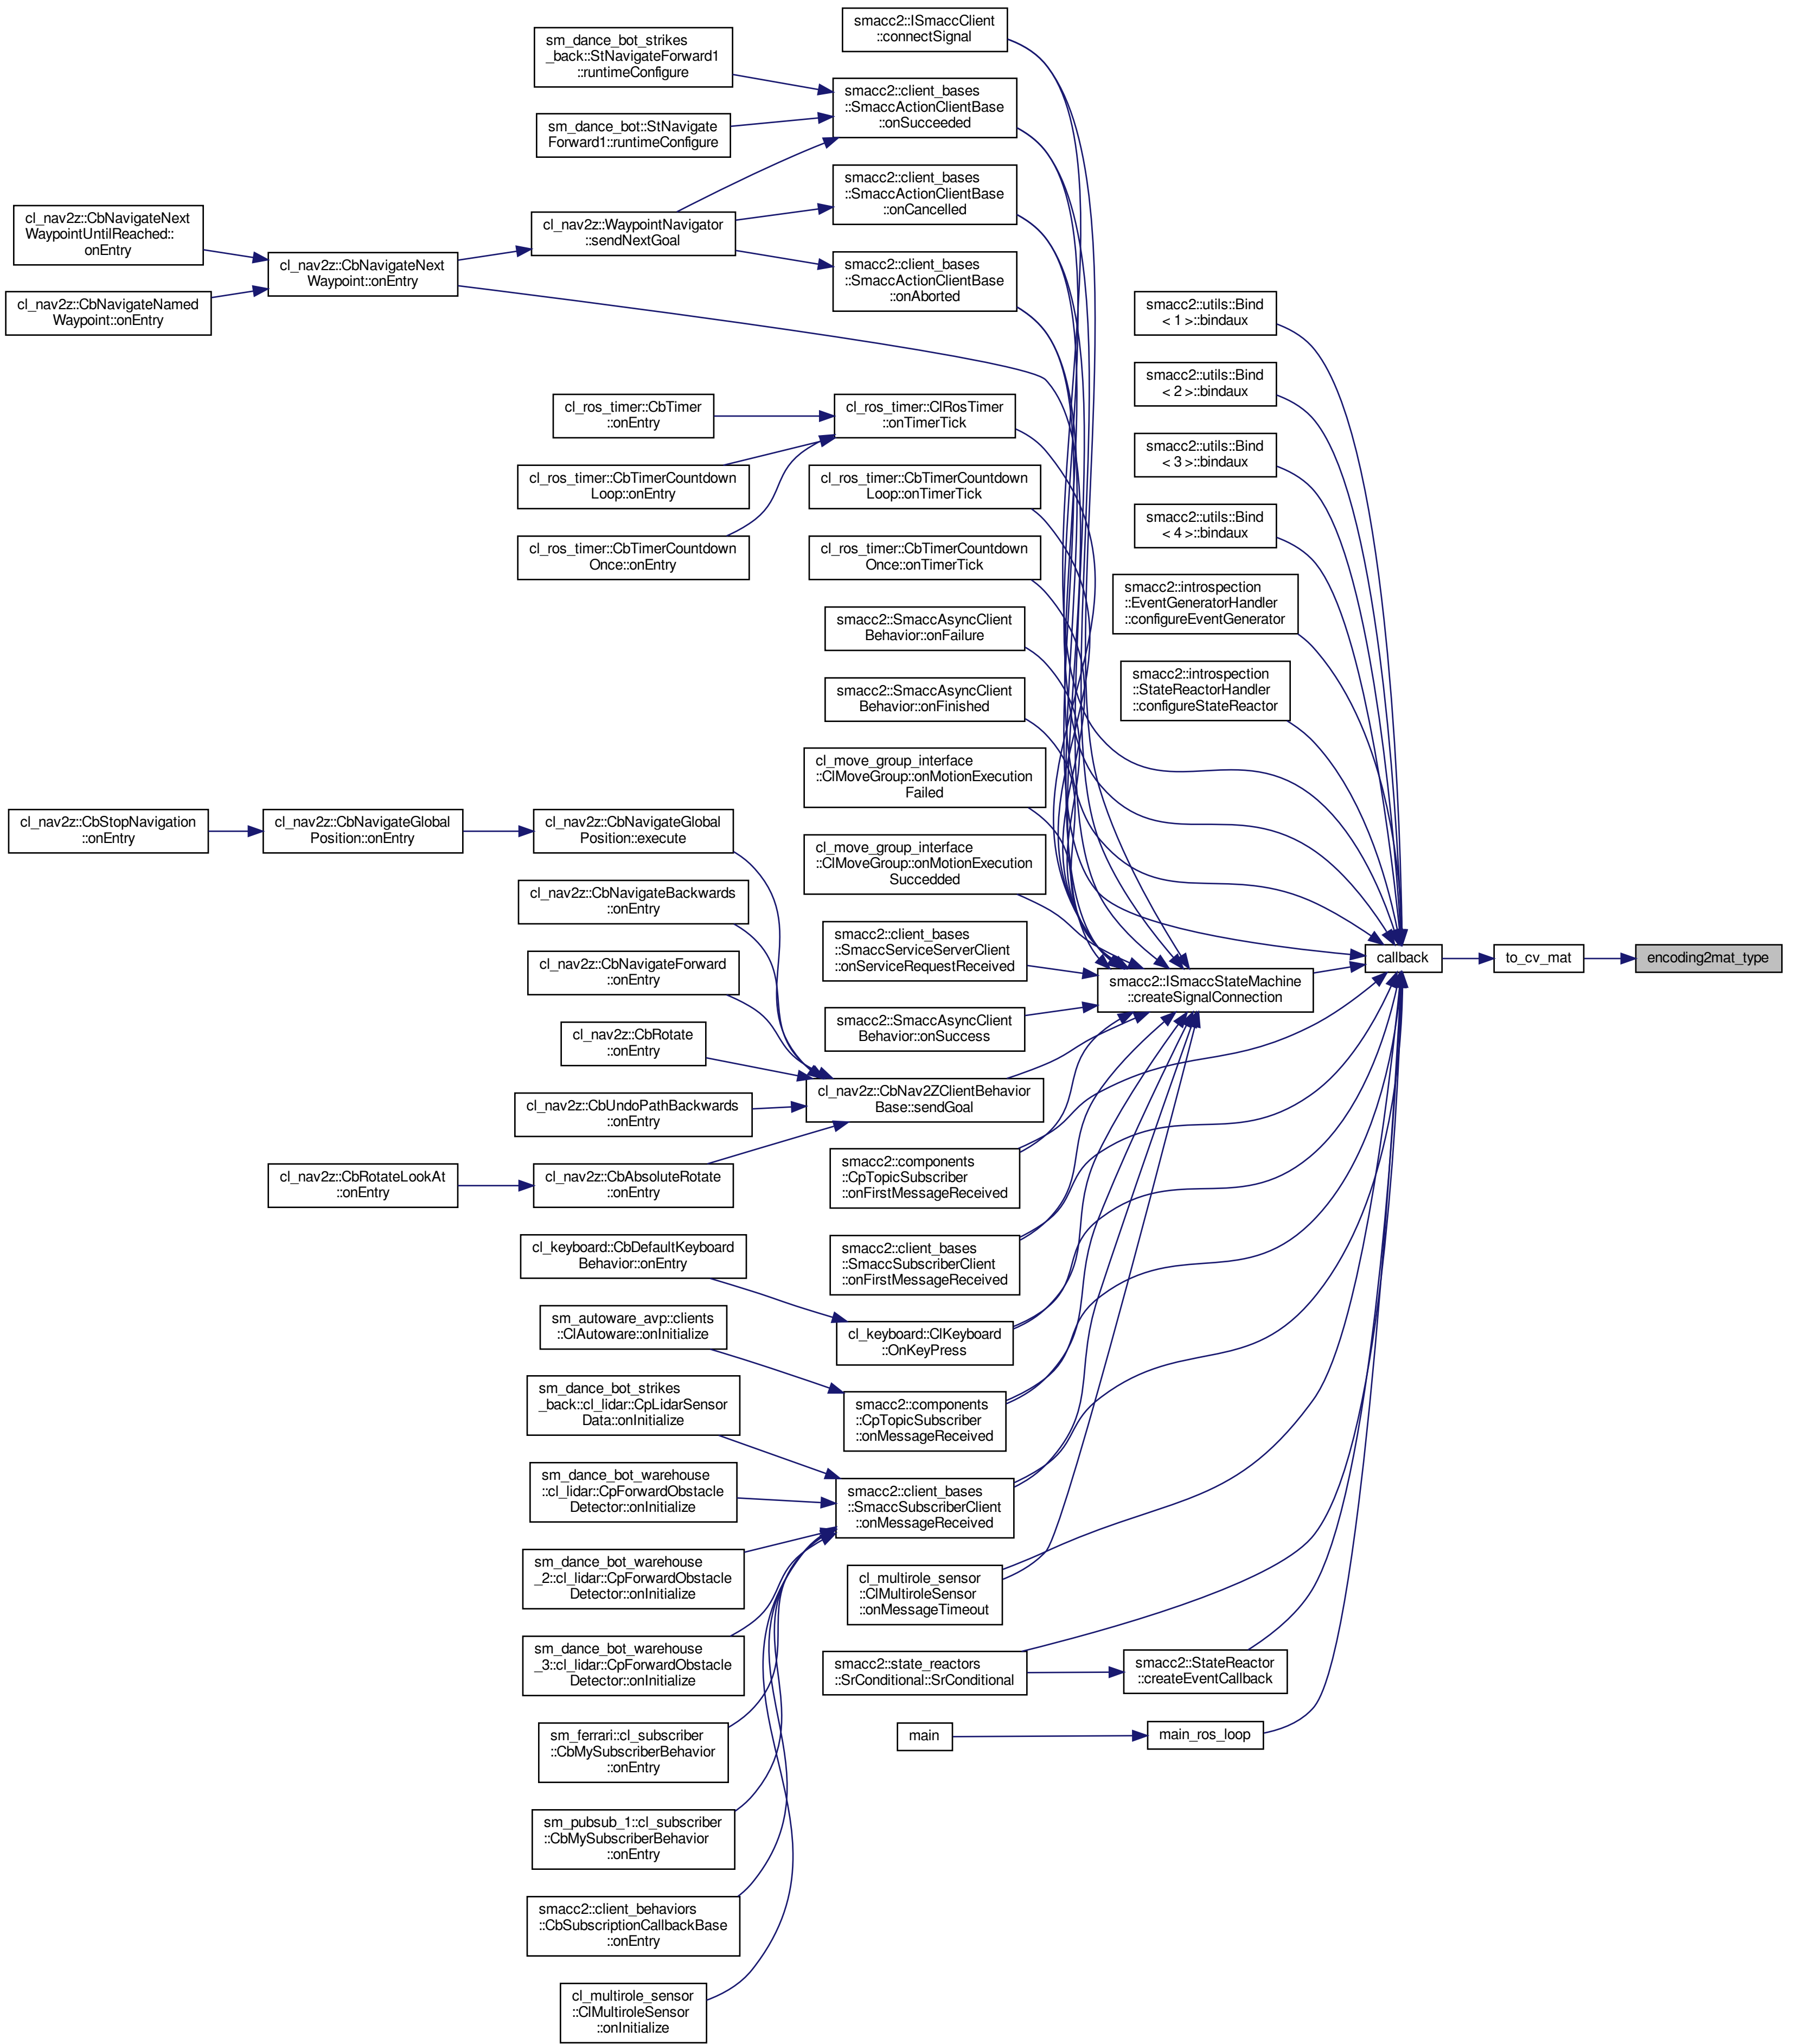 smacc2::ISmaccClient
::connectSignal
sm_dance_bot_strikes
_back::StNavigateForward1
::runtimeConfigure
smacc2::client_bases
::SmaccActionClientBase
::onSucceeded
sm_dance_bot::StNavigate
Forward1::runtimeConfigure
smacc2::client_bases
::SmaccActionClientBase
::onCancelled
cl_nav2z::CbNavigateNext
WaypointUntilReached::
onEntry
cl_nav2z::WaypointNavigator
::sendNextGoal
cl_nav2z::CbNavigateNext
Waypoint::onEntry
smacc2::client_bases
::SmaccActionClientBase
::onAborted
cl_nav2z::CbNavigateNamed
Waypoint::onEntry
smacc2::utils::Bind
< 1 >::bindaux
smacc2::utils::Bind
< 2 >::bindaux
cl_ros_timer::CbTimer
::onEntry
cl_ros_timer::ClRosTimer
::onTimerTick
smacc2::utils::Bind
< 3 >::bindaux
cl_ros_timer::CbTimerCountdown
Loop::onEntry
cl_ros_timer::CbTimerCountdown
Loop::onTimerTick
smacc2::utils::Bind
< 4 >::bindaux
cl_ros_timer::CbTimerCountdown
Once::onEntry
cl_ros_timer::CbTimerCountdown
Once::onTimerTick
smacc2::introspection
::EventGeneratorHandler
::configureEventGenerator
smacc2::SmaccAsyncClient
Behavior::onFailure
smacc2::introspection
::StateReactorHandler
::configureStateReactor
smacc2::SmaccAsyncClient
Behavior::onFinished
cl_move_group_interface
::ClMoveGroup::onMotionExecution
Failed
cl_nav2z::CbStopNavigation
::onEntry
cl_nav2z::CbNavigateGlobal
Position::onEntry
cl_nav2z::CbNavigateGlobal
Position::execute
cl_move_group_interface
::ClMoveGroup::onMotionExecution
Succedded
cl_nav2z::CbNavigateBackwards
::onEntry
smacc2::client_bases
::SmaccServiceServerClient
::onServiceRequestReceived
cl_nav2z::CbNavigateForward
::onEntry
callback
to_cv_mat
encoding2mat_type
smacc2::ISmaccStateMachine
::createSignalConnection
smacc2::SmaccAsyncClient
Behavior::onSuccess
cl_nav2z::CbRotate
::onEntry
cl_nav2z::CbNav2ZClientBehavior
Base::sendGoal
cl_nav2z::CbUndoPathBackwards
::onEntry
smacc2::components
::CpTopicSubscriber
::onFirstMessageReceived
cl_nav2z::CbRotateLookAt
::onEntry
cl_nav2z::CbAbsoluteRotate
::onEntry
cl_keyboard::CbDefaultKeyboard
Behavior::onEntry
smacc2::client_bases
::SmaccSubscriberClient
::onFirstMessageReceived
sm_autoware_avp::clients
::ClAutoware::onInitialize
cl_keyboard::ClKeyboard
::OnKeyPress
sm_dance_bot_strikes
_back::cl_lidar::CpLidarSensor
Data::onInitialize
smacc2::components
::CpTopicSubscriber
::onMessageReceived
sm_dance_bot_warehouse
::cl_lidar::CpForwardObstacle
Detector::onInitialize
smacc2::client_bases
::SmaccSubscriberClient
::onMessageReceived
sm_dance_bot_warehouse
_2::cl_lidar::CpForwardObstacle
Detector::onInitialize
cl_multirole_sensor
::ClMultiroleSensor
::onMessageTimeout
sm_dance_bot_warehouse
_3::cl_lidar::CpForwardObstacle
Detector::onInitialize
smacc2::state_reactors
::SrConditional::SrConditional
smacc2::StateReactor
::createEventCallback
sm_ferrari::cl_subscriber
::CbMySubscriberBehavior
::onEntry
main
main_ros_loop
sm_pubsub_1::cl_subscriber
::CbMySubscriberBehavior
::onEntry
smacc2::client_behaviors
::CbSubscriptionCallbackBase
::onEntry
cl_multirole_sensor
::ClMultiroleSensor
::onInitialize